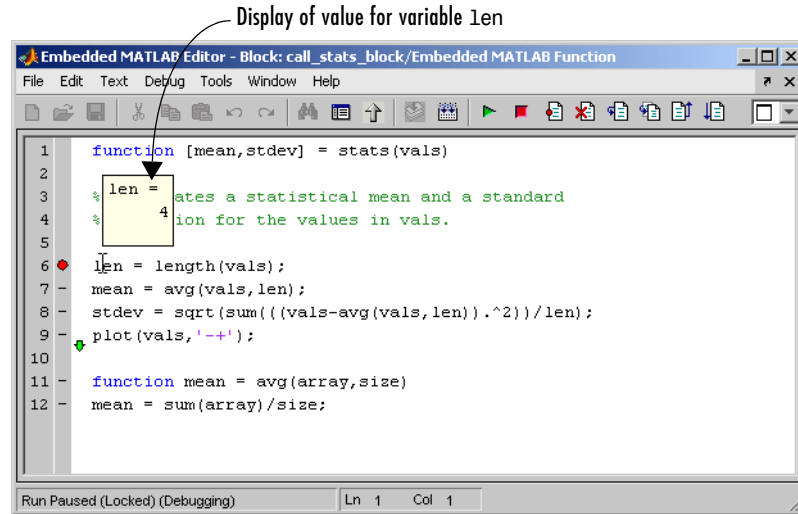 Display of value for variable len
Embedded MATLAB Editor - Block: call_stats_block/Embedded MATLAB Function
File Edit Text Debug Tools Window Help
1 function [mean,stdev] = stats(vals)
2
3 % ates a statistical mean and a standard
4 % ion for the values in vals.
5
len =
4
6 len = length(vals);
7 - mean = avg(vals,len);
8 - stdev = sqrt(sum(((vals-avg(vals,len)).^2))/len);
9 - plot(vals,'-+');
10
11 - function mean = avg(array,size)
12 - mean = sum(array)/size;
Run Paused (Locked) (Debugging) Ln 1 Col 1